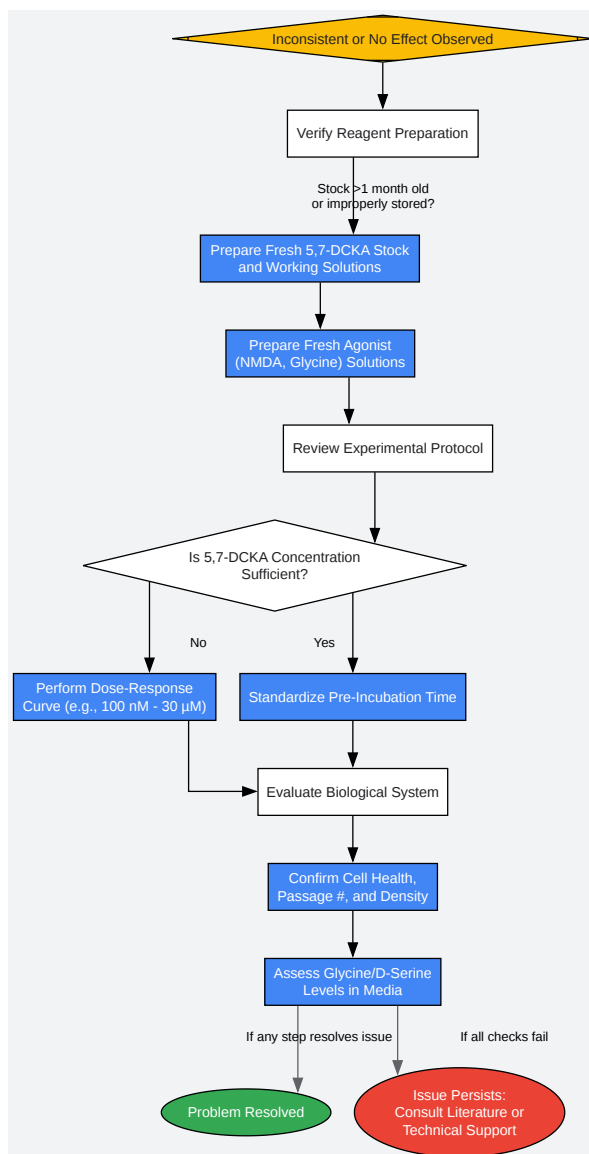 Inconsistent or No Effect Observed
Verify Reagent Preparation
Stock >1 month old
or improperly stored?
Prepare Fresh 5,7-DCKA Stock
and Working Solutions
Prepare Fresh Agonist
(NMDA, Glycine) Solutions
Review Experimental Protocol
Is 5,7-DCKA Concentration
Sufficient?
No
Yes
Perform Dose-Response
Curve (e.g., 100 nM - 30 µM)
Standardize Pre-Incubation Time
Evaluate Biological System
Confirm Cell Health,
Passage #, and Density
Assess Glycine/D-Serine
Levels in Media
If any step resolves issue
If all checks fail
Problem Resolved
Issue Persists:
Consult Literature or
Technical Support